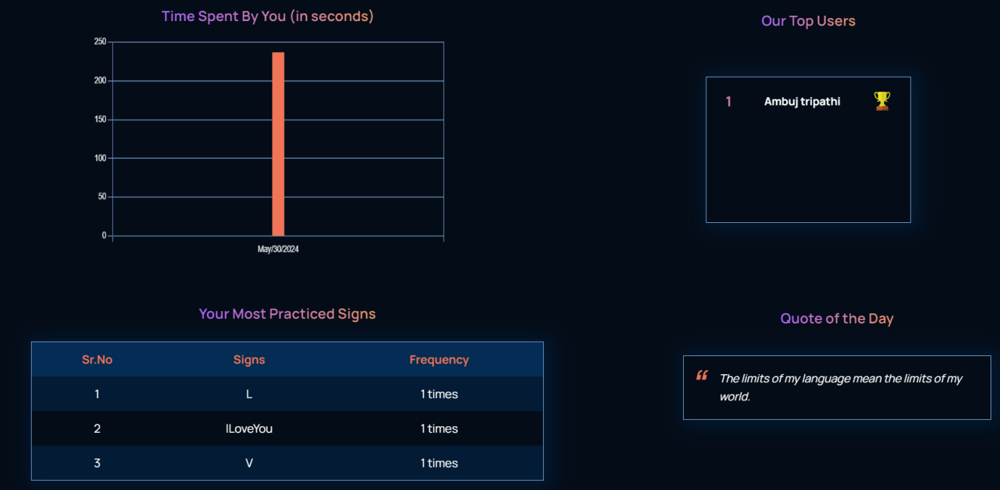 Time Spent By You (in seconds)
250
200
150
100
50
0
May/30/2024
Our Top Users
1 Ambuj tripathi
Your Most Practiced Signs
Sr.No Signs Frequency
1 L 1 times
2 ILoveYou 1 times
3 V 1 times
Quote of the Day
“ The limits of my language mean the limits of my
world.